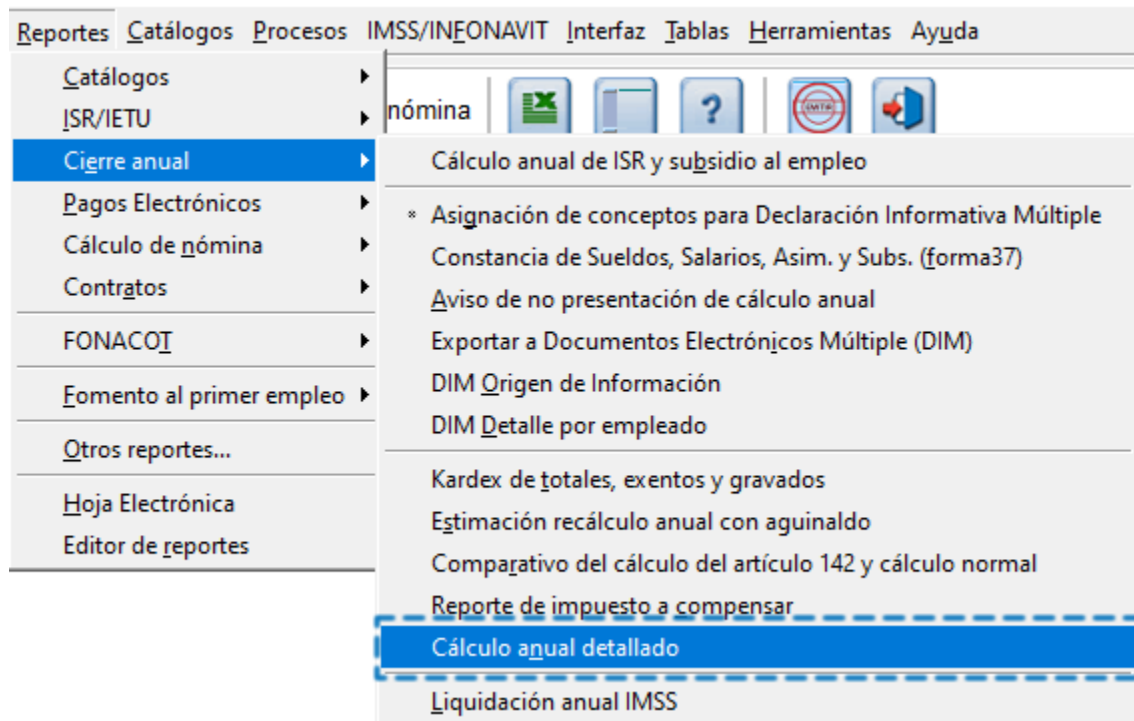 Reportes Catálogos Procesos IMSS/INFONAVIT Interfaz Tablas Herramientas Ayuda
nómina
EMITIR
Catálogos
ISR/IETU
Cierre anual
Pagos Electrónicos
Cálculo de nómina
Contratos
FONACOT
Fomento al primer empleo
Otros reportes...
Hoja Electrónica
Editor de reportes
Cálculo anual de ISR y subsidio al empleo
* Asignación de conceptos para Declaración Informativa Múltiple
Constancia de Sueldos, Salarios, Asim. y Subs. (forma37)
Aviso de no presentación de cálculo anual
Exportar a Documentos Electrónicos Múltiple (DIM)
DIM Origen de Información
DIM Detalle por empleado
Kardex de totales, exentos y gravados
Estimación recálculo anual con aguinaldo
Comparativo del cálculo del artículo 142 y cálculo normal
Reporte de impuesto a compensar
Cálculo anual detallado
Liquidación anual IMSS